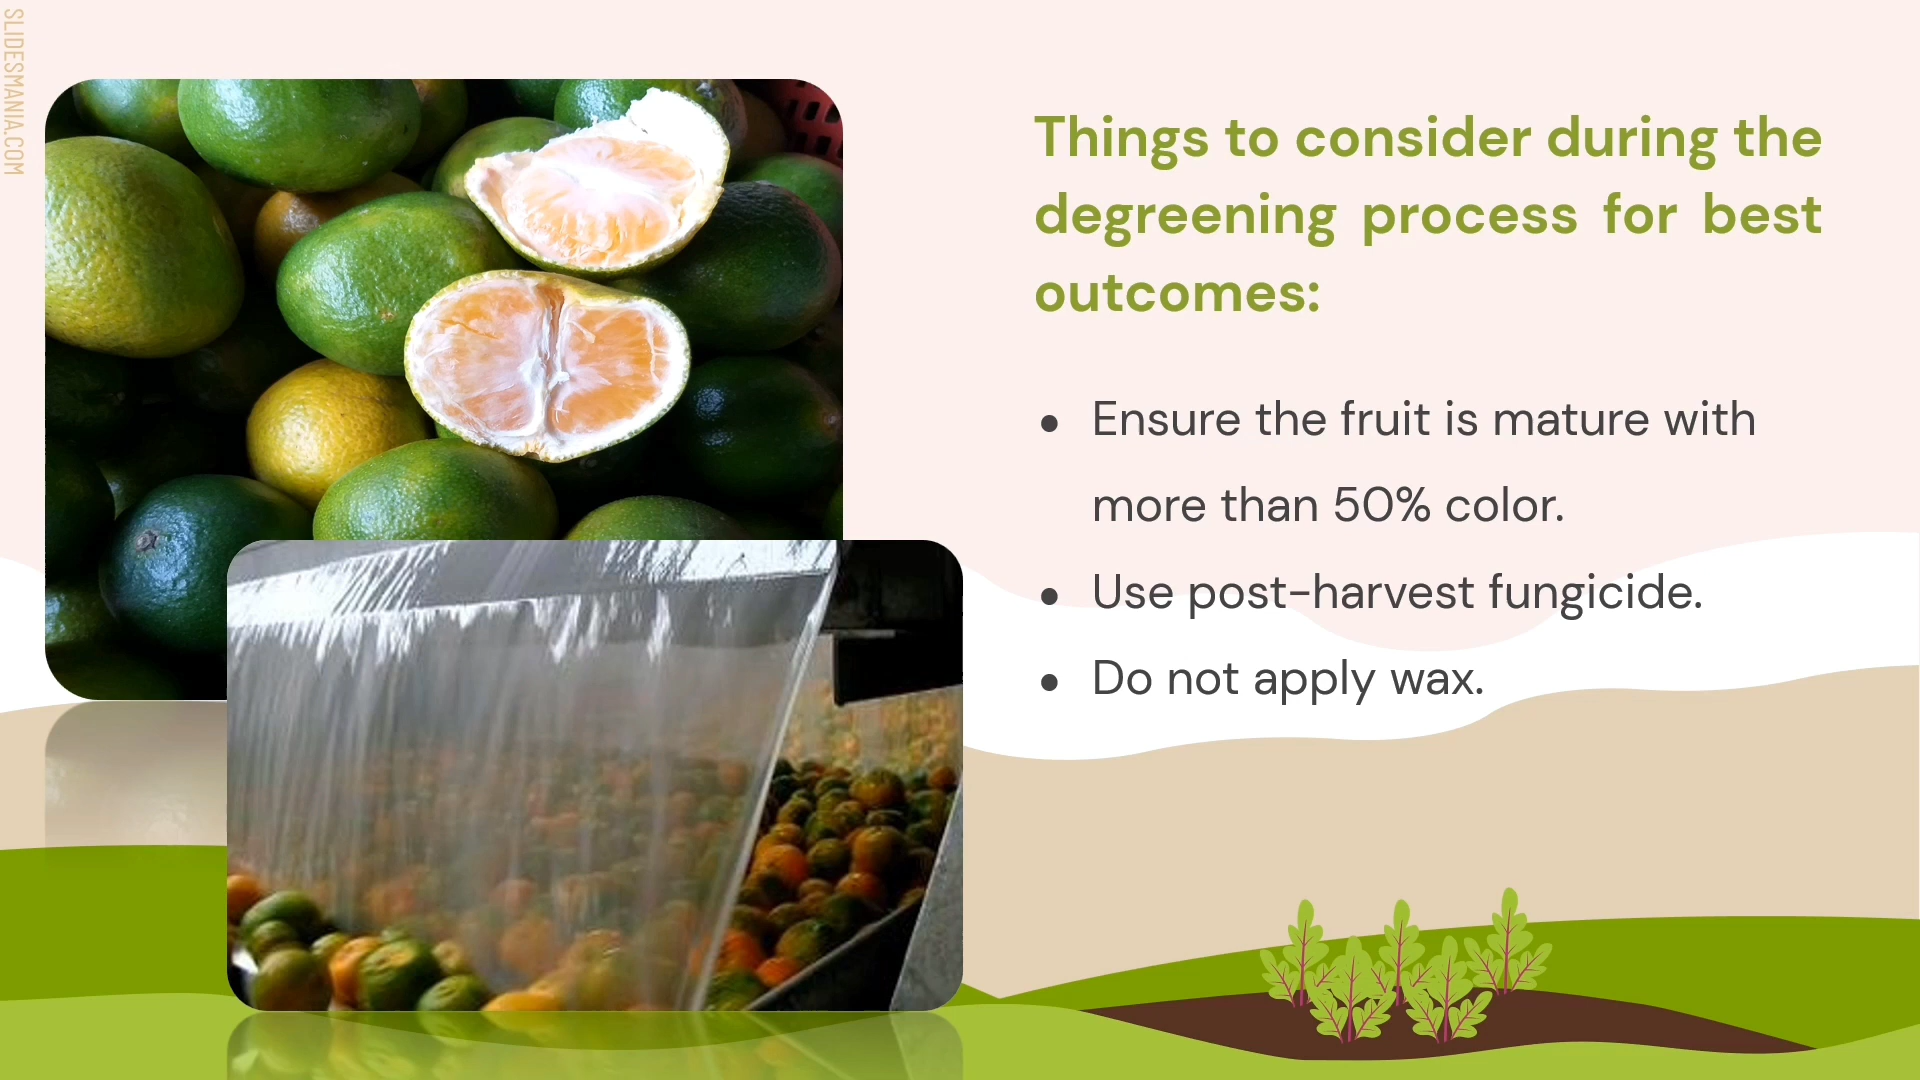 SLIDESMANIA.COM
Things to consider during the
degreening process for best
outcomes:
● Ensure the fruit is mature with
more than 50% color.
● Use post-harvest fungicide.
● Do not apply wax.